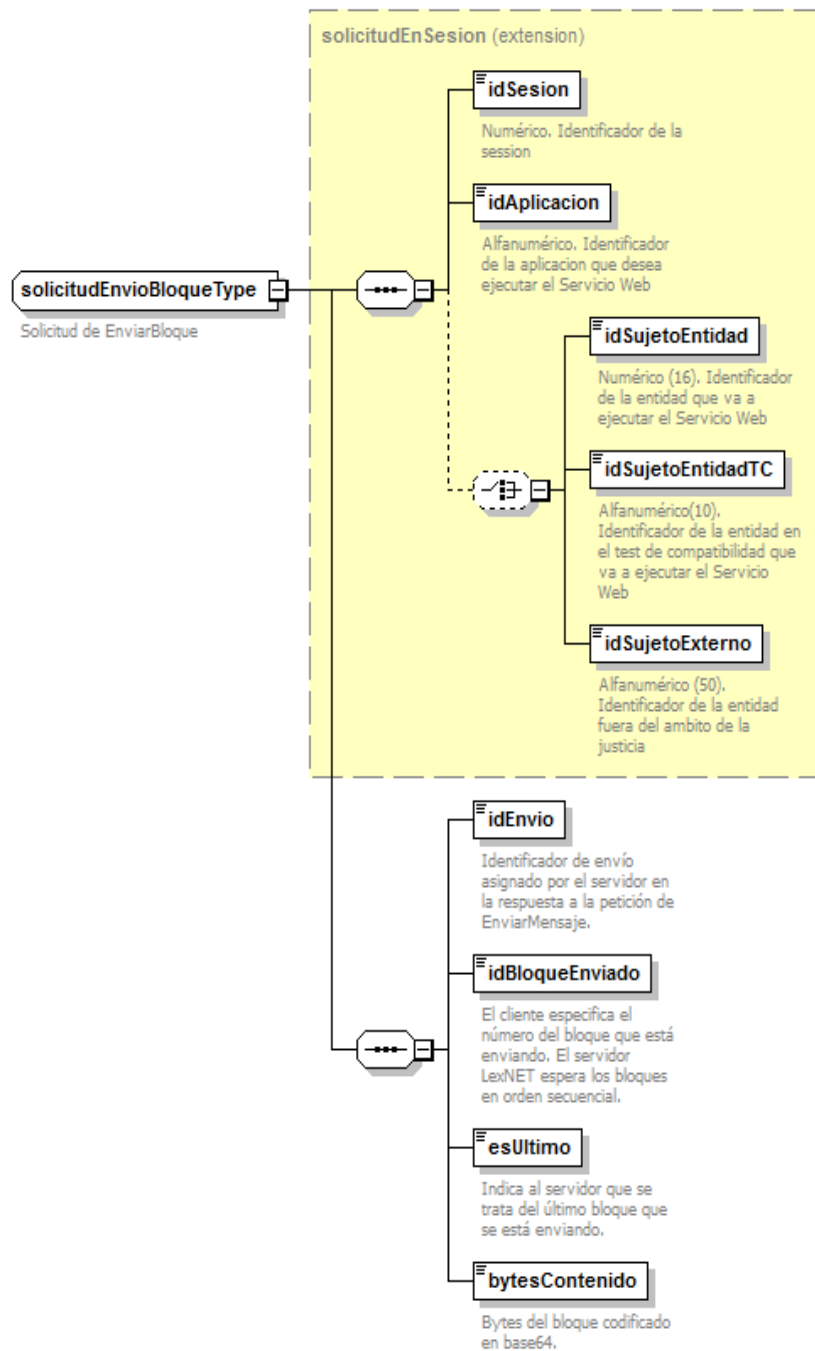 solicitudEnSesion (extension)
idSesion
Numérico. Identificador de la
session
idAplicacion
Alfanumérico. Identificador
de la aplicacion que desea
ejecutar el Servicio Web
solicitudEnvioBloqueType
Solicitud de EnviarBloque
idSujetoEntidad
Numérico (16). Identificador
de la entidad que va a
ejecutar el Servicio Web
idSujetoEntidadTC
Alfanumérico(10).
Identificador de la entidad en
el test de compatibilidad que
va a ejecutar el Servicio
Web
idSujetoExterno
Alfanumérico (50).
Identificador de la entidad
fuera del ambito de la
justicia
idEnvio
Identificador de envío
asignado por el servidor en
la respuesta a la petición de
EnviarMensaje.
idBloqueEnviado
El cliente especifica el
número del bloque que está
enviando. El servidor
LexNET espera los bloques
en orden secuencial.
esUltimo
Indica al servidor que se
trata del último bloque que
se está enviando.
bytesContenido
Bytes del bloque codificado
en base64.